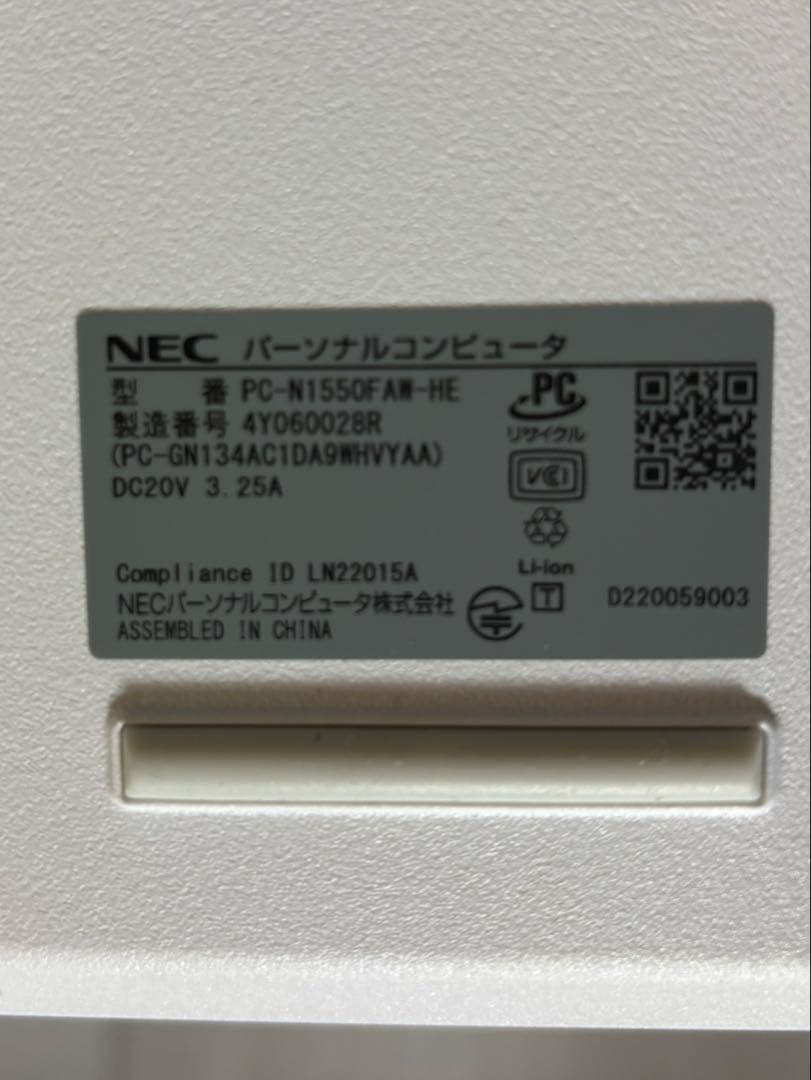 NEC パーソナルコンピュータ
型 番 PC-N1550FAW-HE
製造番号 4Y060028R
(PC-GN134AC1DA9WHVYAA)
DC20V 3.25A
PC
リサイクル
VCI
Li-ion
Compliance ID LN22015A
NECパーソナルコンピュータ株式会社
T
D220059003
ASSEMBLED IN CHINA